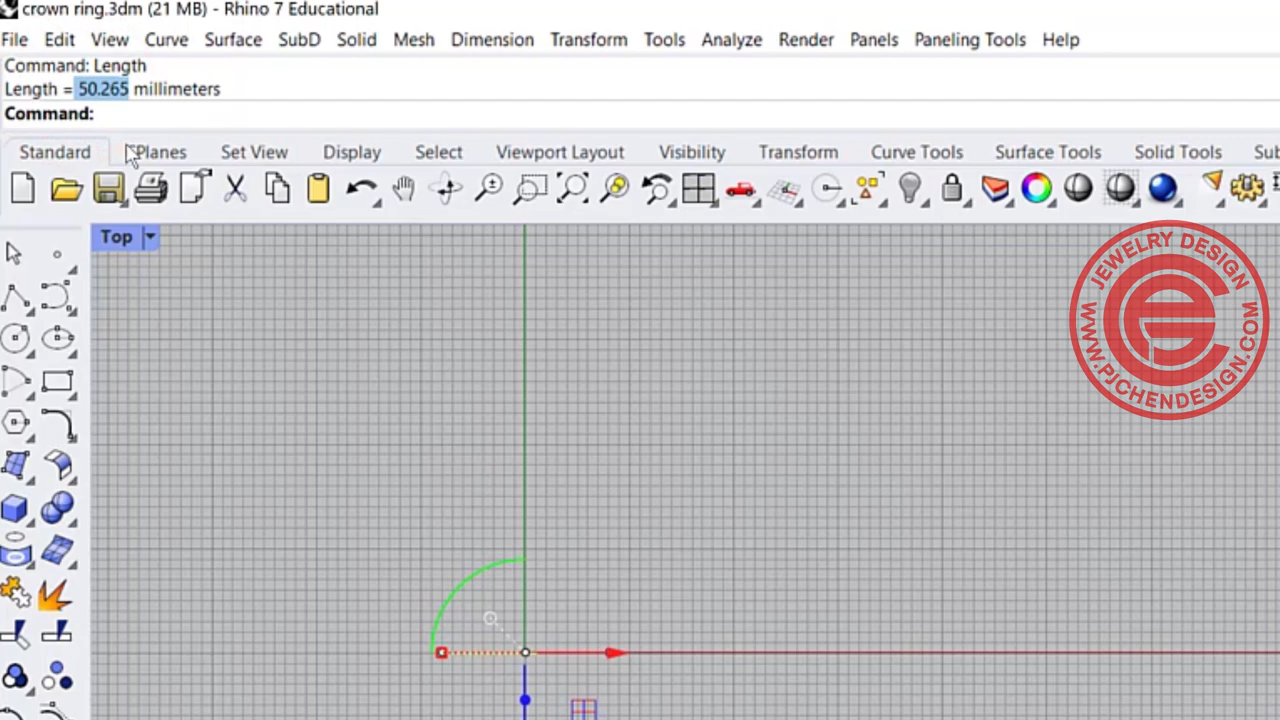 crown ring.3dm (21 MB) - Rhino 7 Educational
File Edit View Curve Surface SubD Solid Mesh Dimension Transform Tools Analyze Render Panels Paneling Tools Help
Command: Length
Length = 50.265 millimeters
Command:
Standard Planes Set View Display Select Viewport Layout Visibility Transform Curve Tools Surface Tools Solid Tools Sub
Top
JEWELRY DESIGN
WWW.PJCHENDESIGN.COM